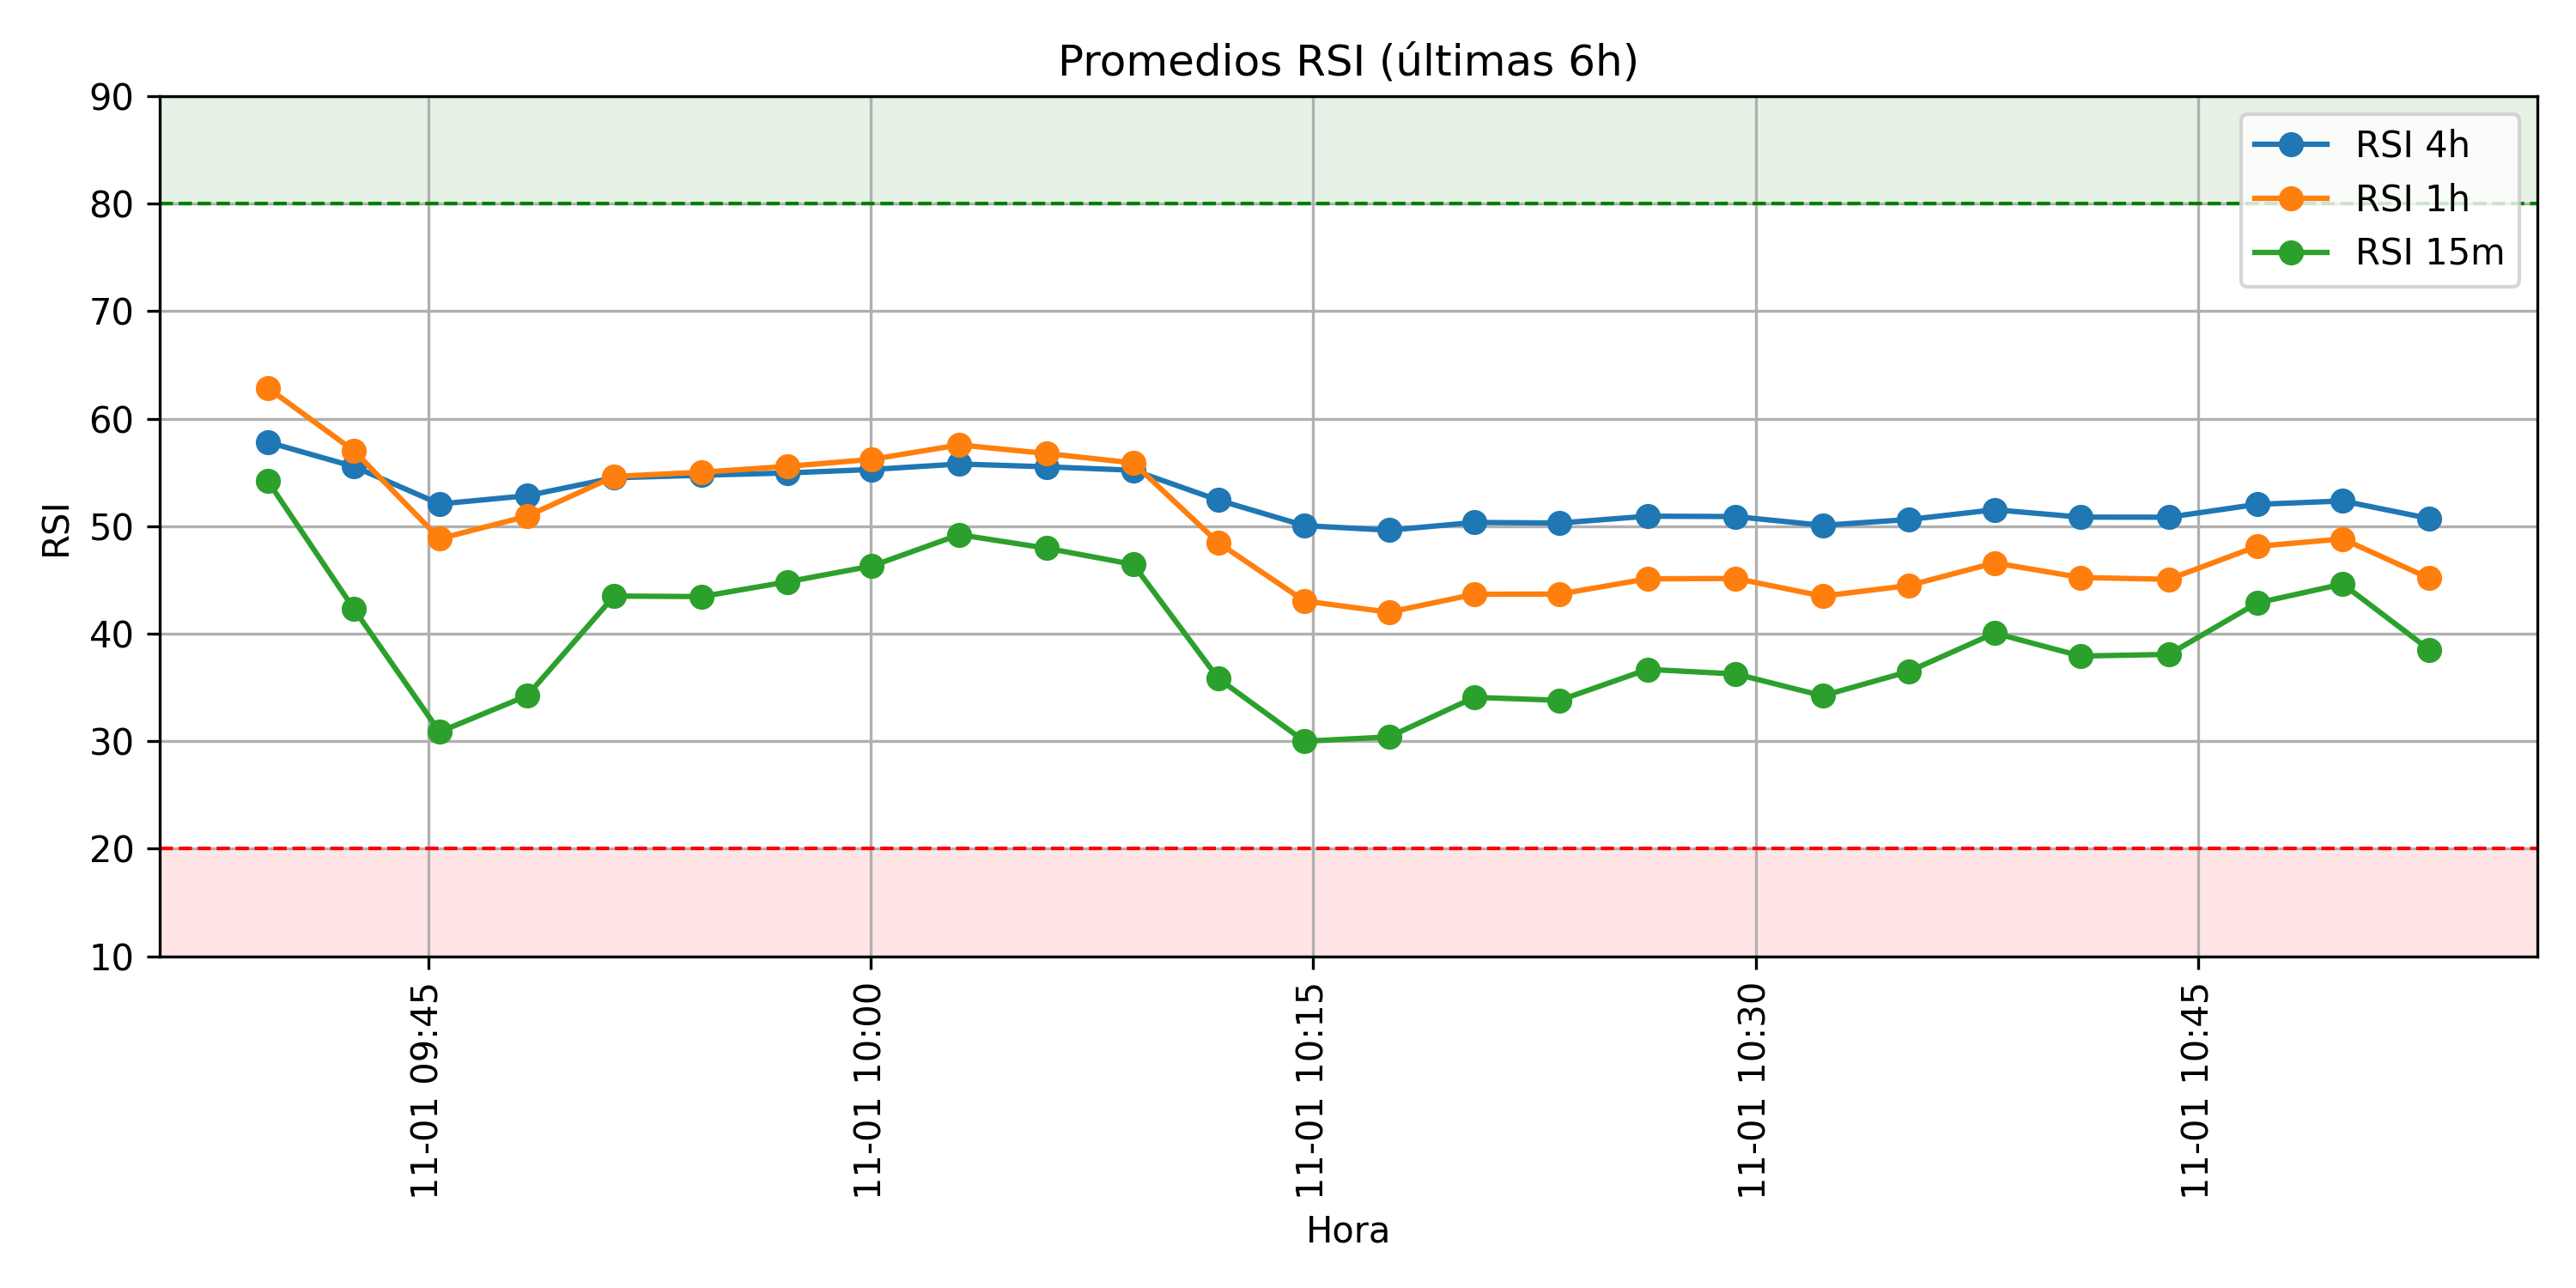 Promedios RSI (últimas 6h)
RSI 4h
RSI 1h
RSI 15m
90
80
70
60
50
40
30
20
10
RSI
11-01 09:45
11-01 10:00
11-01 10:15
11-01 10:30
11-01 10:45
Hora